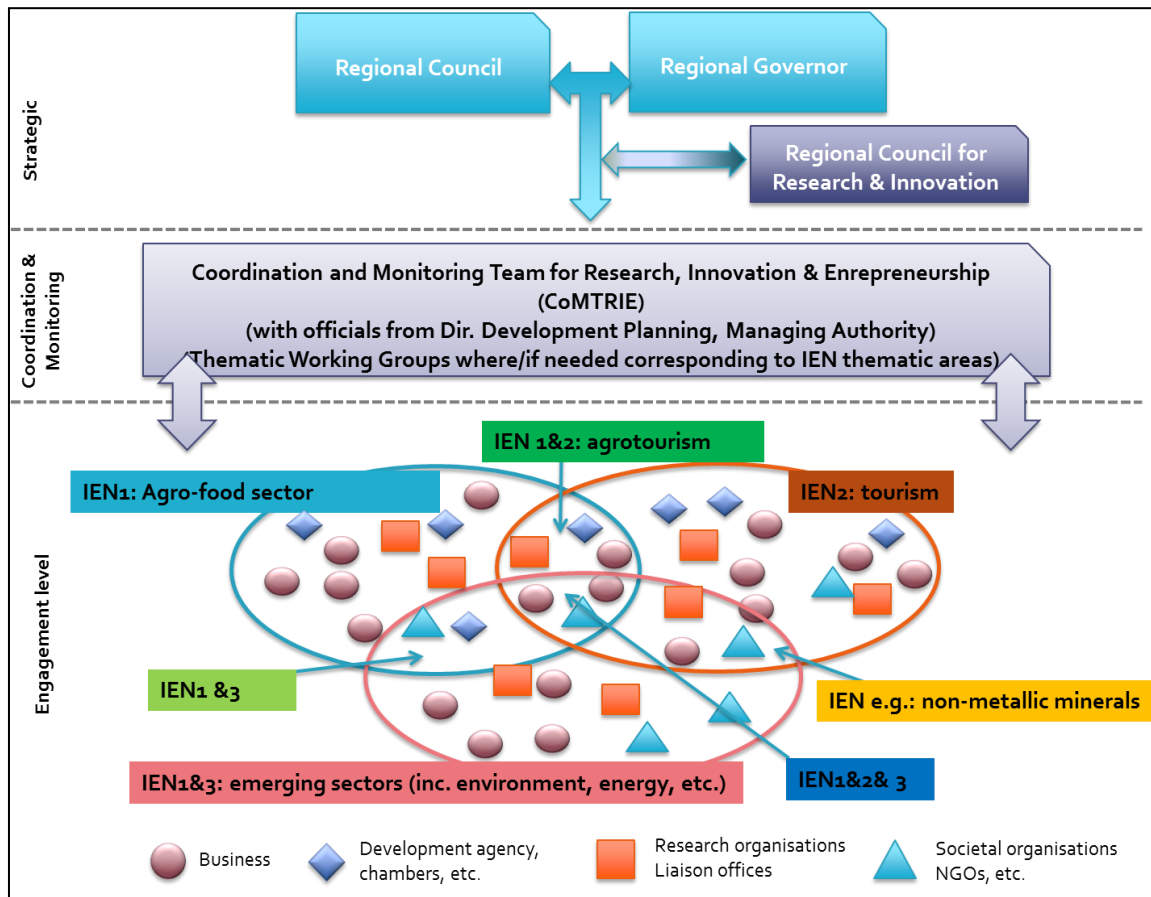 Strategic
Regional Council
Regional Governor
Regional Council for
Research & Innovation
Coordination &
Monitoring
Coordination and Monitoring Team for Research, Innovation & Enrepreneurship
(CoMTRIE)
(with officials from Dir. Development Planning, Managing Authority)
(Thematic Working Groups where/if needed corresponding to IEN thematic areas)
Engagement level
IEN 1&2: agrotourism
IEN1: Agro-food sector
IEN2: tourism
IEN1 &3
IEN e.g.: non-metallic minerals
IEN1&3: emerging sectors (inc. environment, energy, etc.)
IEN1&2& 3
Business
Development agency,
chambers, etc.
Research organisations
Liaison offices
Societal organisations
NGOs, etc.